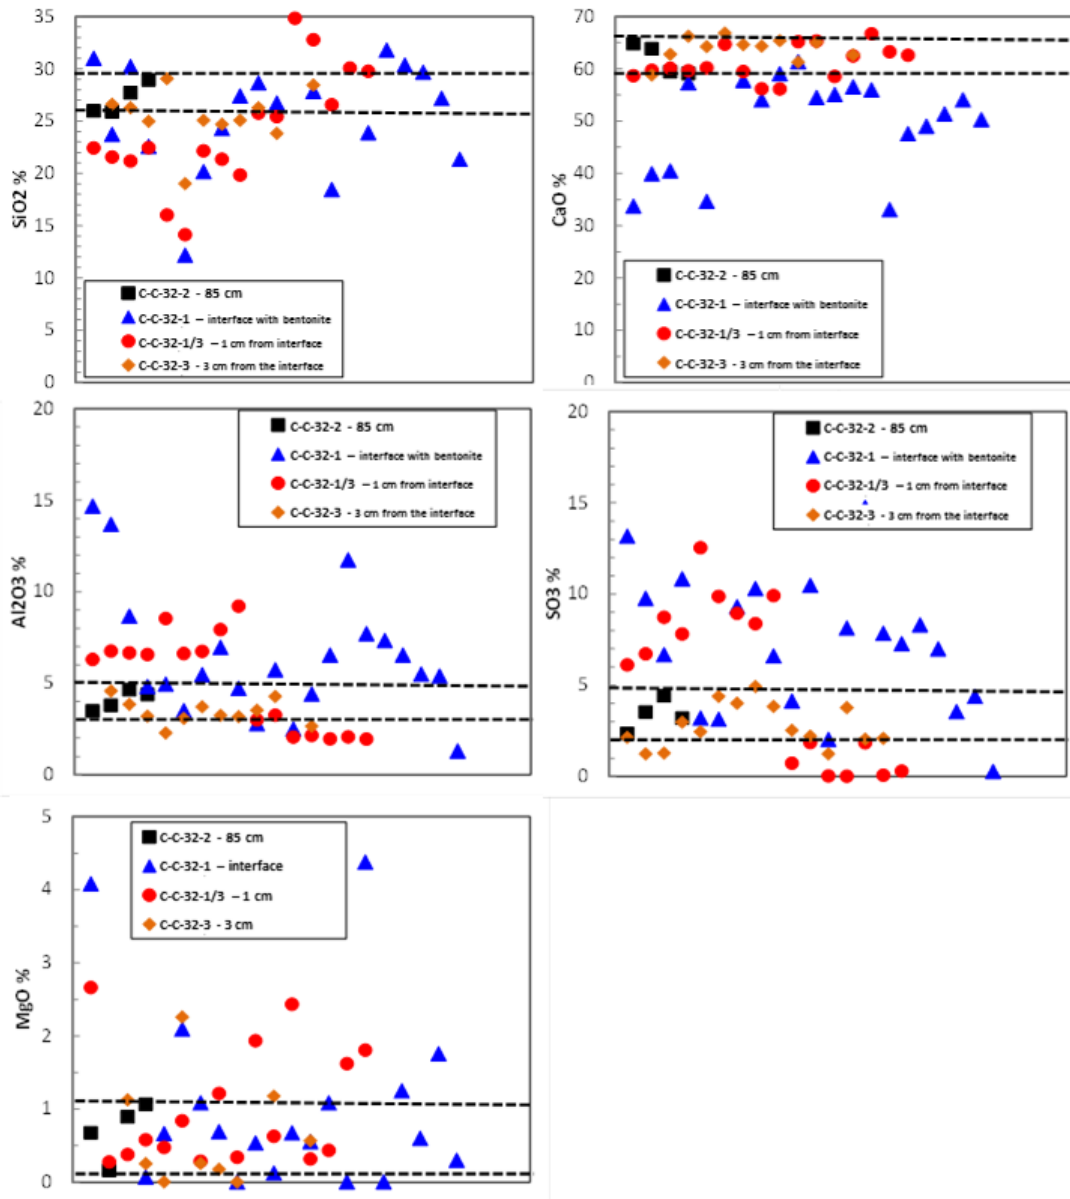 35
30
25
20
15
10
5
0
SiO2 %
C-C-32-2 - 85 cm
C-C-32-1 – interface with bentonite
C-C-32-1/3 – 1 cm from interface
C-C-32-3 - 3 cm from the interface
70
60
50
40
30
20
10
0
CaO %
C-C-32-2 - 85 cm
C-C-32-1 – interface with bentonite
C-C-32-1/3 – 1 cm from interface
C-C-32-3 - 3 cm from the interface
20
15
10
5
0
Al2O3 %
C-C-32-2 - 85 cm
C-C-32-1 – interface with bentonite
C-C-32-1/3 – 1 cm from interface
C-C-32-3 - 3 cm from the interface
20
15
10
5
0
SO3 %
C-C-32-2 - 85 cm
C-C-32-1 – interface with bentonite
C-C-32-1/3 – 1 cm from interface
C-C-32-3 - 3 cm from the interface
5
4
3
2
1
0
MgO %
C-C-32-2 - 85 cm
C-C-32-1 – interface
C-C-32-1/3 – 1 cm
C-C-32-3 - 3 cm